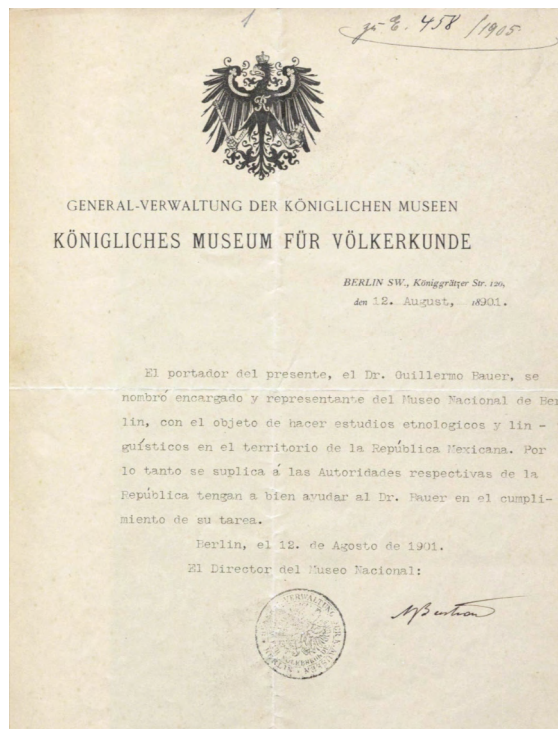 1
zu E. 458/1905
GENERAL-VERWALTUNG DER KÖNIGLICHEN MUSEEN
KÖNIGLICHES MUSEUM FÜR VÖLKERKUNDE
BERLIN SW., Königgrätzer Str. 120,
den 12. August, 1901.
El portador del presente, el Dr. Guillermo Bauer, se
nombró encargado y representante del Museo Nacional de Ber
lin, con el objeto de hacer estudios etnologicos y lin -
guísticos en el territorio de la República Mexicana. Por
lo tanto se suplica á las Autoridades respectivas de la
República tengan a bien ayudar al Dr. Bauer en el cumpli-
miento de su tarea.
Berlin, el 12. de Agosto de 1901.
El Director del Museo Nacional:
ABastian